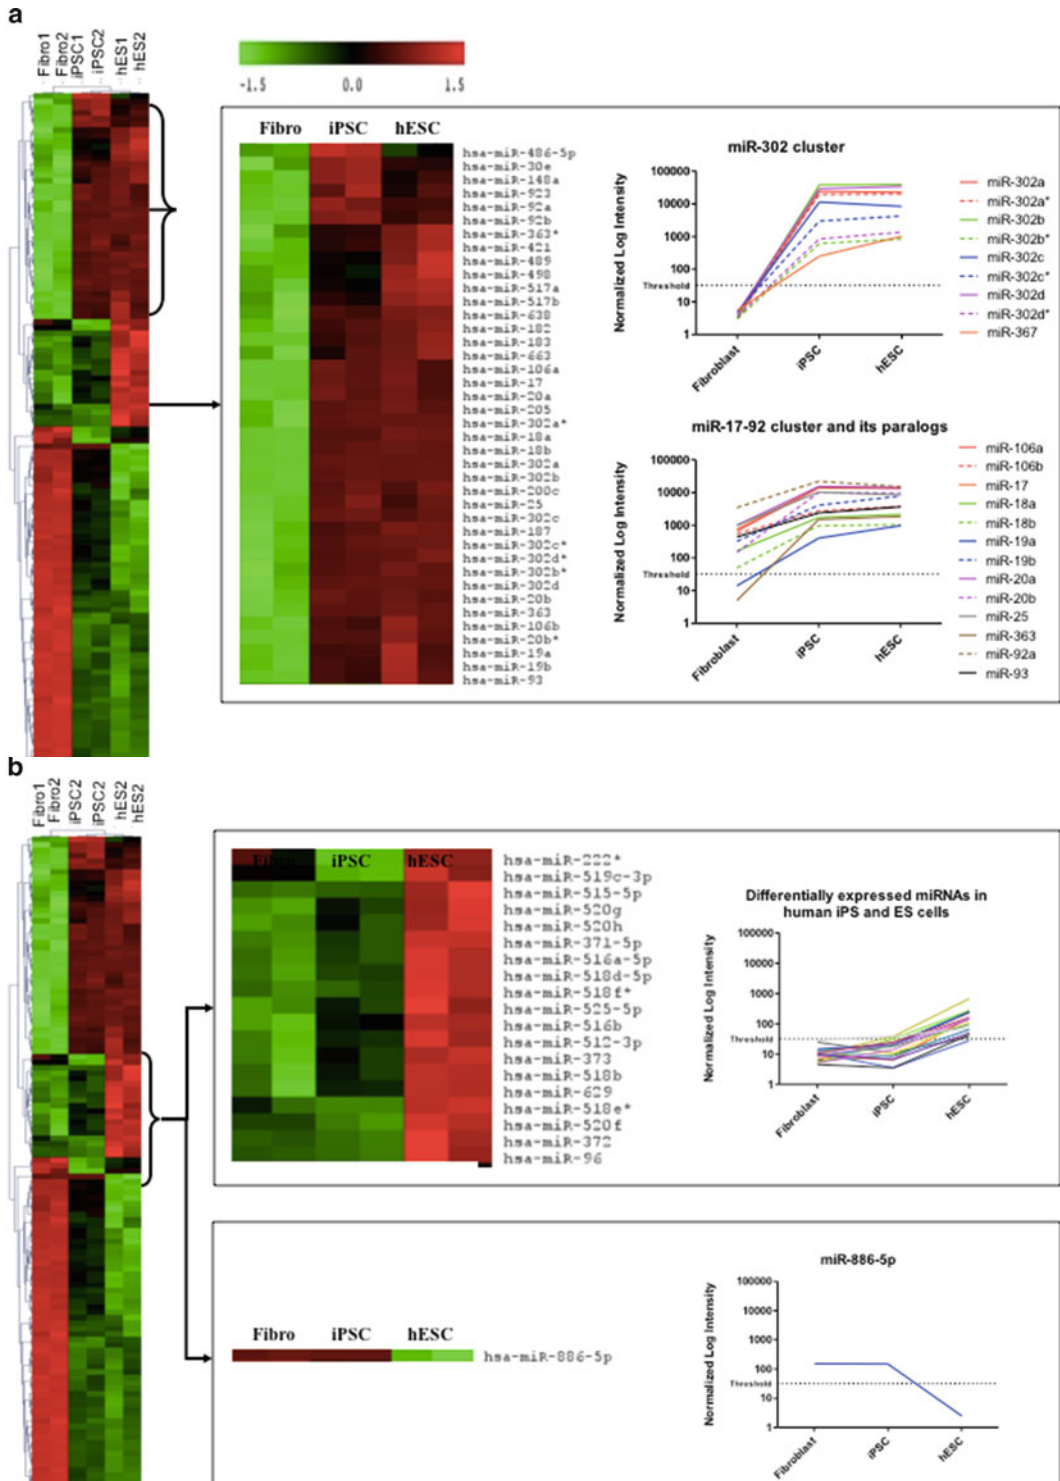 a
Fibro1
Fibro2
iPSC1
iPSC2
hES1
hES2
-1.5 0.0 1.5
Fibro iPSC hESC
hsa-miR-486-5p
hsa-miR-30e
hsa-miR-148a
hsa-miR-923
hsa-miR-92a
hsa-miR-92b
hsa-miR-363*
hsa-miR-421
hsa-miR-489
hsa-miR-498
hsa-miR-517a
hsa-miR-517b
hsa-miR-638
hsa-miR-182
hsa-miR-183
hsa-miR-663
hsa-miR-106a
hsa-miR-17
hsa-miR-20a
hsa-miR-205
hsa-miR-302a*
hsa-miR-18a
hsa-miR-18b
hsa-miR-302a
hsa-miR-302b
hsa-miR-200c
hsa-miR-25
hsa-miR-302c
hsa-miR-187
hsa-miR-302c*
hsa-miR-302d*
hsa-miR-302b*
hsa-miR-302d
hsa-miR-20b
hsa-miR-363
hsa-miR-106b
hsa-miR-20b*
hsa-miR-19a
hsa-miR-19b
hsa-miR-93
miR-302 cluster
Normalized Log Intensity
100000
10000
1000
100
Threshold
10
1
Fibroblast
iPSC
hESC
miR-302a
miR-302a*
miR-302b
miR-302b*
miR-302c
miR-302c*
miR-302d
miR-302d*
miR-367
miR-17-92 cluster and its paralogs
Normalized Log Intensity
100000
10000
1000
100
Threshold
10
1
Fibroblast
iPSC
hESC
miR-106a
miR-106b
miR-17
miR-18a
miR-18b
miR-19a
miR-19b
miR-20a
miR-20b
miR-25
miR-363
miR-92a
miR-93
b
Fibro1
Fibro2
iPSC2
iPSC2
hES2
hES2
Fibro iPSC hESC
hsa-miR-222*
hsa-miR-519c-3p
hsa-miR-515-5p
hsa-miR-520g
hsa-miR-520h
hsa-miR-371-5p
hsa-miR-516a-5p
hsa-miR-518d-5p
hsa-miR-518f*
hsa-miR-525-5p
hsa-miR-516b
hsa-miR-512-3p
hsa-miR-373
hsa-miR-518b
hsa-miR-629
hsa-miR-518e*
hsa-miR-520f
hsa-miR-372
hsa-miR-96
Differentially expressed miRNAs in
human iPS and ES cells
Normalized Log Intensity
100000
10000
1000
100
Threshold
10
1
Fibroblast
iPSC
hESC
Fibro iPSC hESC
hsa-miR-886-5p
miR-886-5p
Normalized Log Intensity
100000
10000
1000
100
Threshold
10
1
Fibroblast
iPSC
hESC